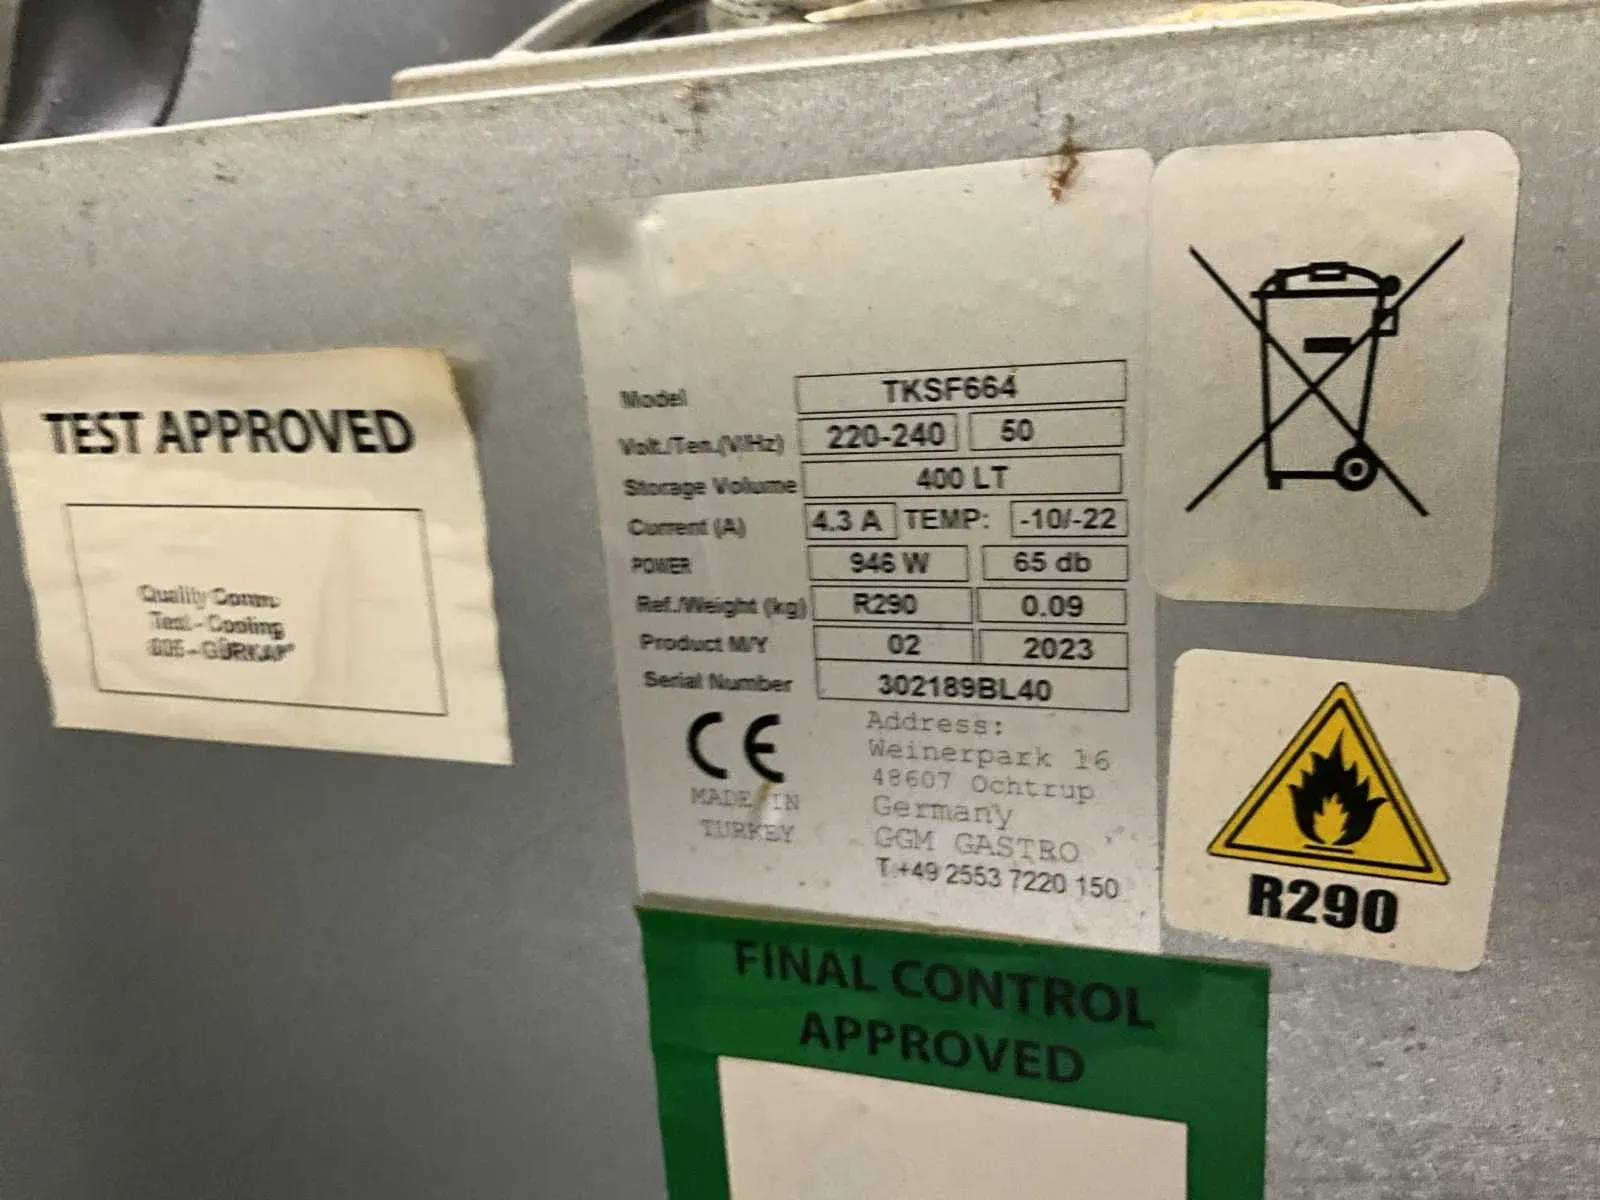 TEST APPROVED
Quality Conm.
Test - Cooling
Model TKSF664
Volt./Ten.(V/Hz) 220-240 50
Storage Volume 400 LT
Current (A) 4.3 A TEMP: -10/-22
POWER 946 W 65 db
Ref./Weight (kg) R290 0.09
Product M/Y 02 2023
Serial Number 302189BL40
CE
MADE IN
TURKEY
Address:
Weinerpark 16
48607 Ochtrup
Germany
GGM GASTRO
T:+49 2553 7220 150
R290
FINAL CONTROL
APPROVED